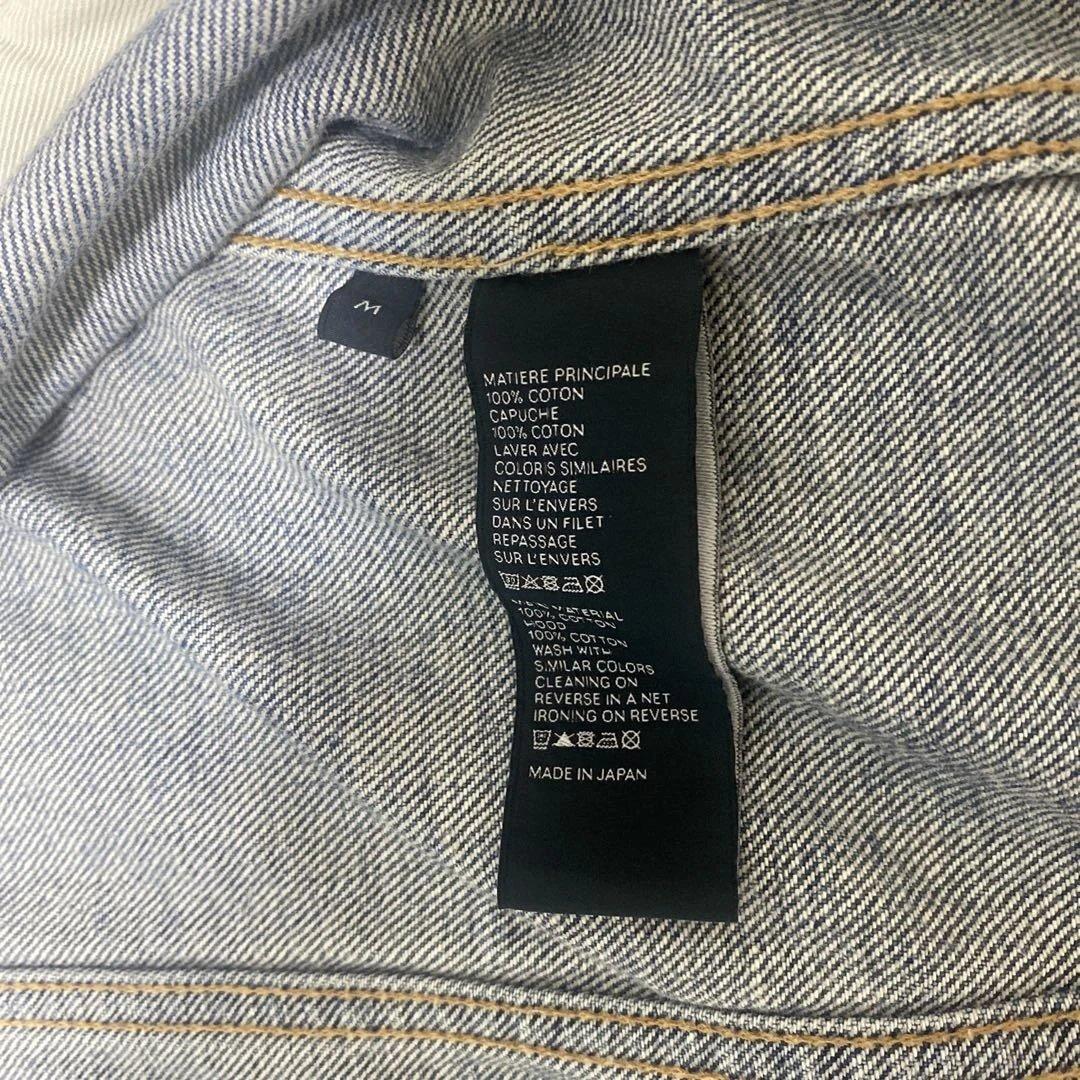 M
MATIERE PRINCIPALE
100% COTON
CAPUCHE
100% COTON
LAVER AVEC
COLORIS SIMILAIRES
NETTOYAGE
SUR L'ENVERS
DANS UN FILET
REPASSAGE
SUR L'ENVERS
MATERIAL
100% COTTON
HOOD
100% COTTON
WASH WITH
SIMILAR COLORS
CLEANING ON
REVERSE IN A NET
IRONING ON REVERSE
MADE IN JAPAN